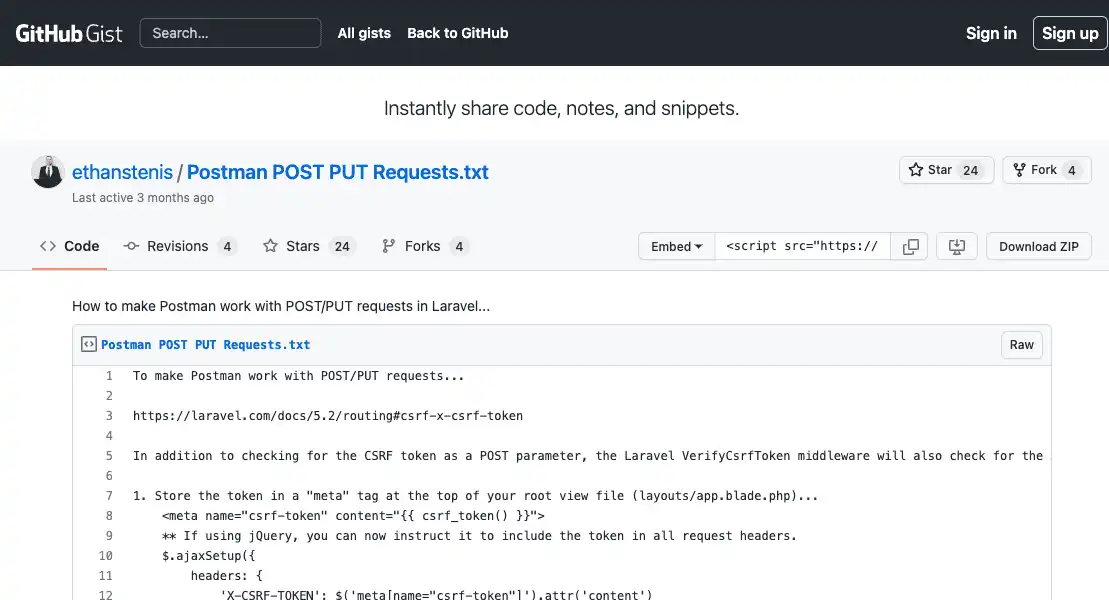 GitHub Gist Search... All gists Back to GitHub Sign in Sign up
Instantly share code, notes, and snippets.
ethanstenis / Postman POST PUT Requests.txt Star 24 Fork 4
Last active 3 months ago
Code Revisions 4 Stars 24 Forks 4 Embed <script src="https:// Download ZIP
How to make Postman work with POST/PUT requests in Laravel...
Postman POST PUT Requests.txt Raw
1 To make Postman work with POST/PUT requests...
2
3 https://laravel.com/docs/5.2/routing#csrf-x-csrf-token
4
5 In addition to checking for the CSRF token as a POST parameter, the Laravel VerifyCsrfToken middleware will also check for the
6
7 1. Store the token in a "meta" tag at the top of your root view file (layouts/app.blade.php)...
8 <meta name="csrf-token" content="{{ csrf_token() }}">
9 ** If using jQuery, you can now instruct it to include the token in all request headers.
10 $.ajaxSetup({
11 headers: {
12 'X-CSRF-TOKEN': $('meta[name="csrf-token"]').attr('content')